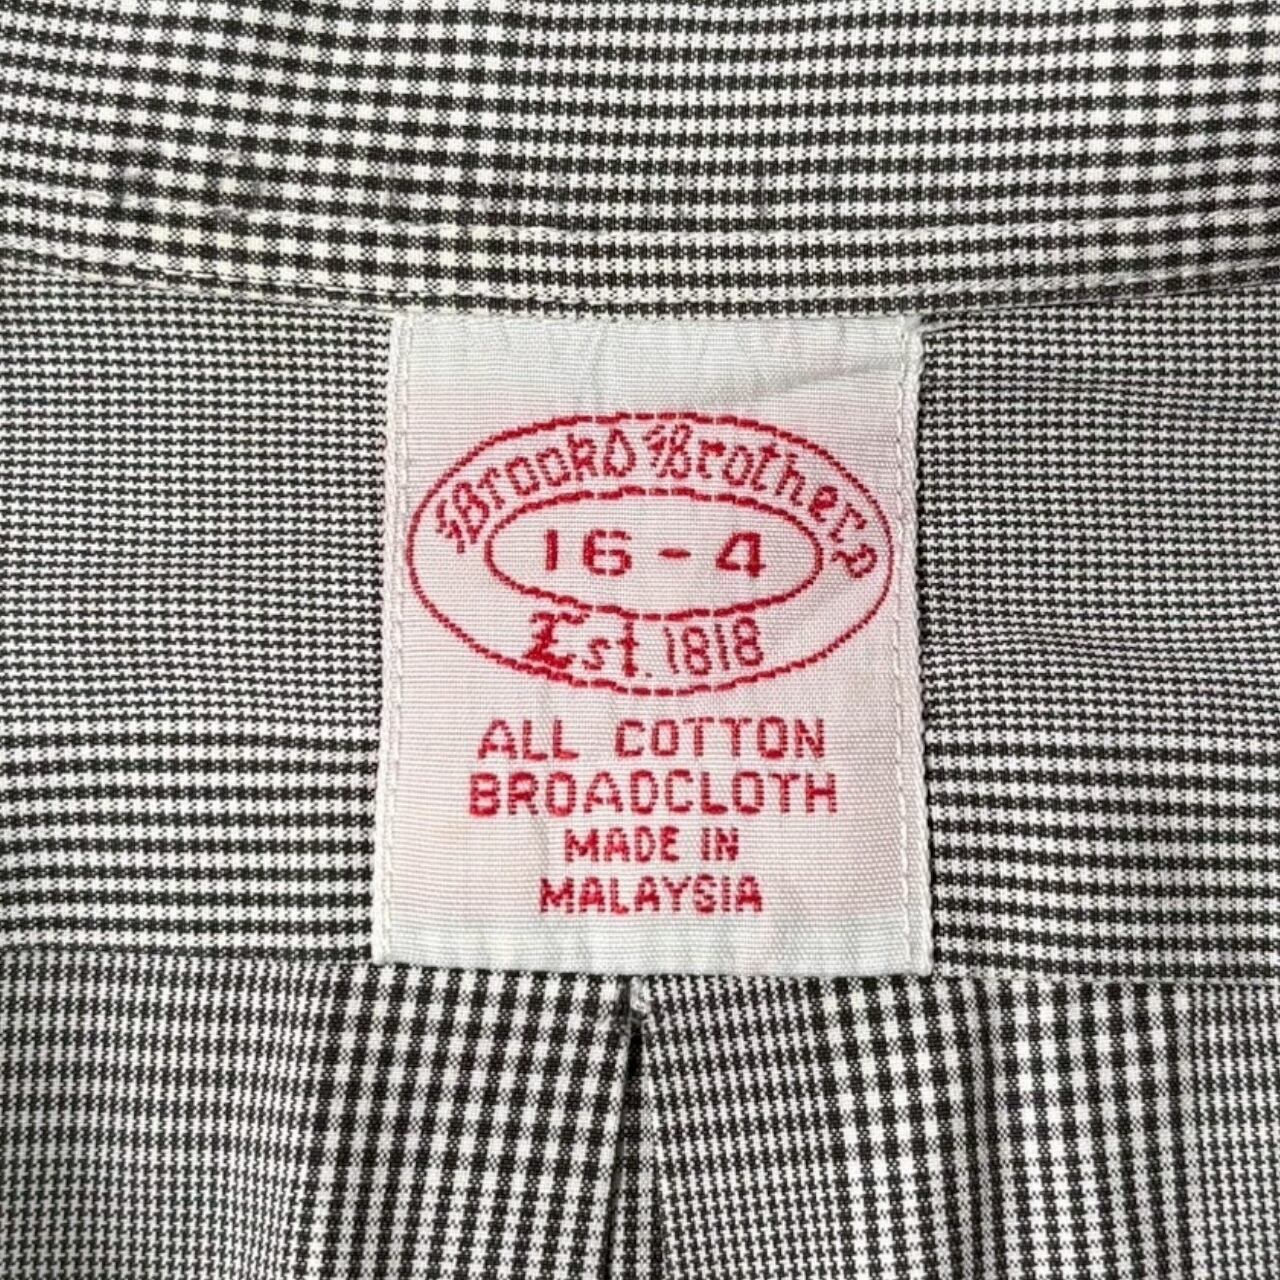 Brooks Brothers
16-4
Est. 1818
ALL COTTON
BROADCLOTH
MADE IN
MALAYSIA